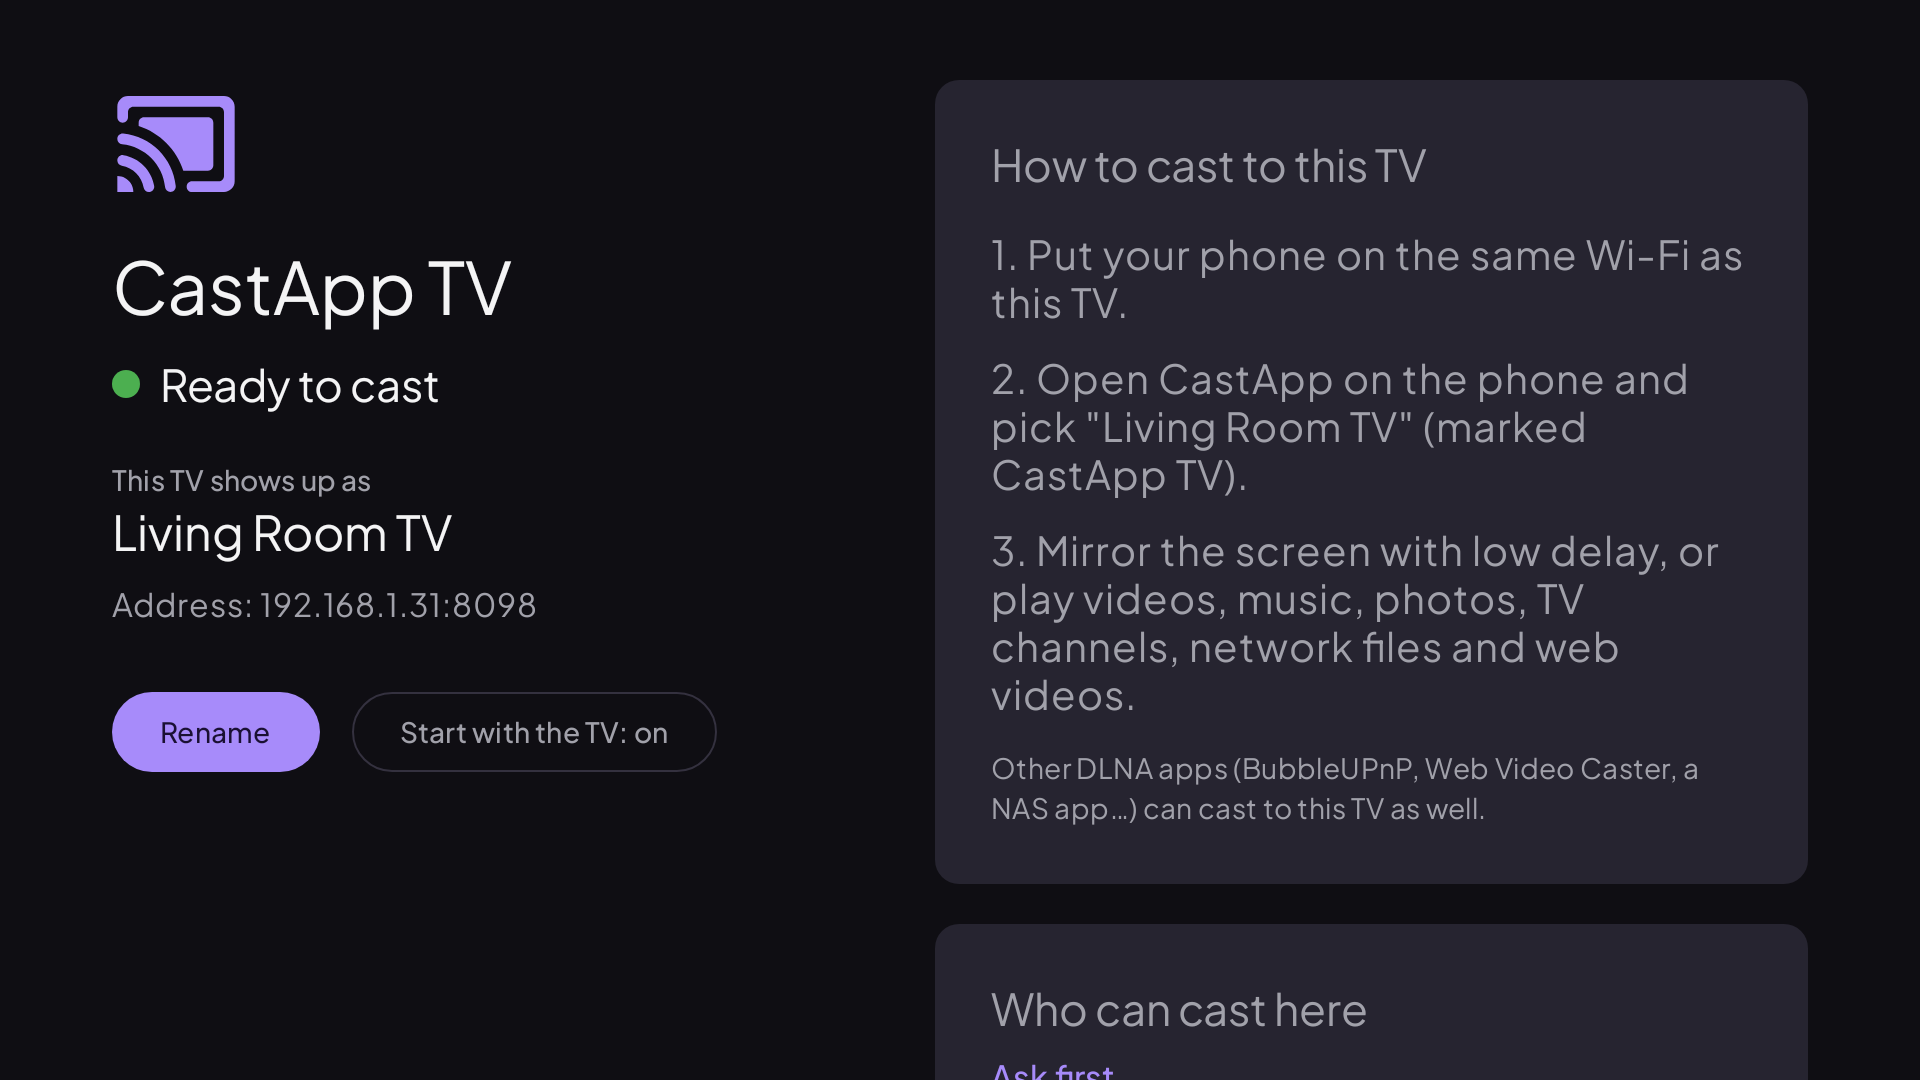 CastApp TV
Ready to cast
This TV shows up as
Living Room TV
Address: 192.168.1.31:8098
Rename
Start with the TV: on
How to cast to this TV
1. Put your phone on the same Wi-Fi as
this TV.
2. Open CastApp on the phone and
pick "Living Room TV" (marked
CastApp TV).
3. Mirror the screen with low delay, or
play videos, music, photos, TV
channels, network files and web
videos.
Other DLNA apps (BubbleUPnP, Web Video Caster, a
NAS app…) can cast to this TV as well.
Who can cast here
Ask first